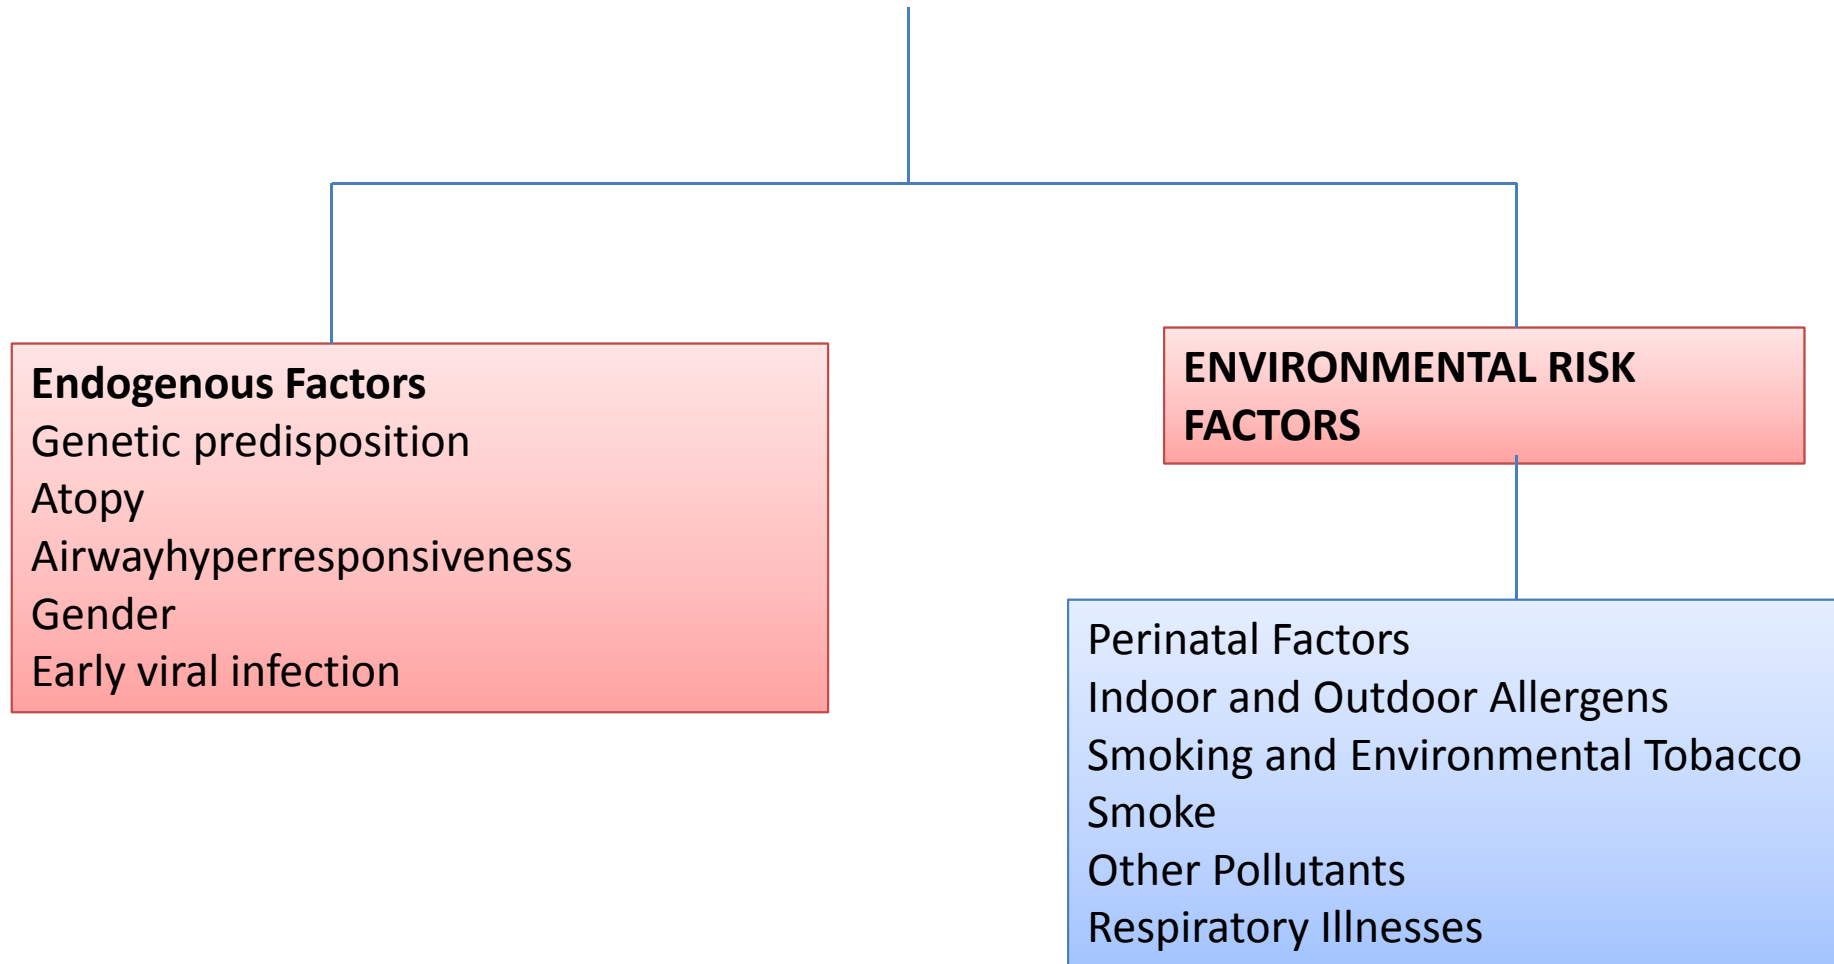 Endogenous Factors
Genetic predisposition
Atopy
Airwayhyperresponsiveness
Gender
Early viral infection
ENVIRONMENTAL RISK
FACTORS
Perinatal Factors
Indoor and Outdoor Allergens
Smoking and Environmental Tobacco
Smoke
Other Pollutants
Respiratory Illnesses